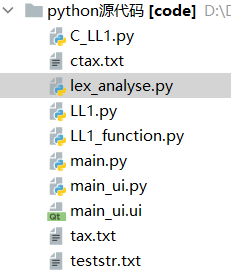 python源代码 [code] D:\D
C_LL1.py
ctax.txt
lex_analyse.py
LL1.py
LL1_function.py
main.py
main_ui.py
Qt main_ui.ui
tax.txt
teststr.txt